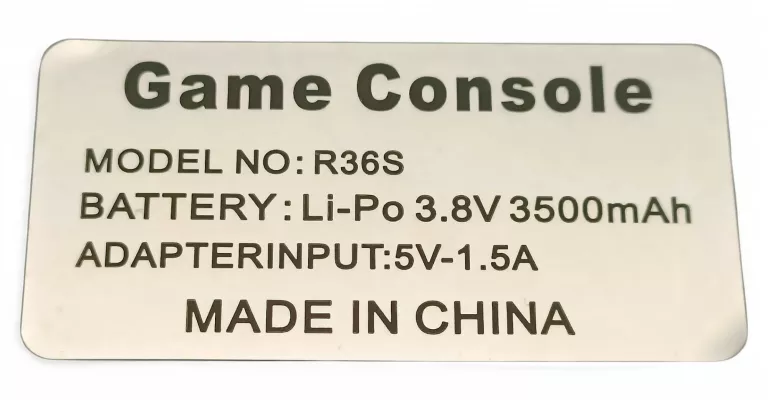 Game Console
MODEL NO: R36S
BATTERY: Li-Po 3.8V 3500mAh
ADAPTERINPUT:5V-1.5A
MADE IN CHINA